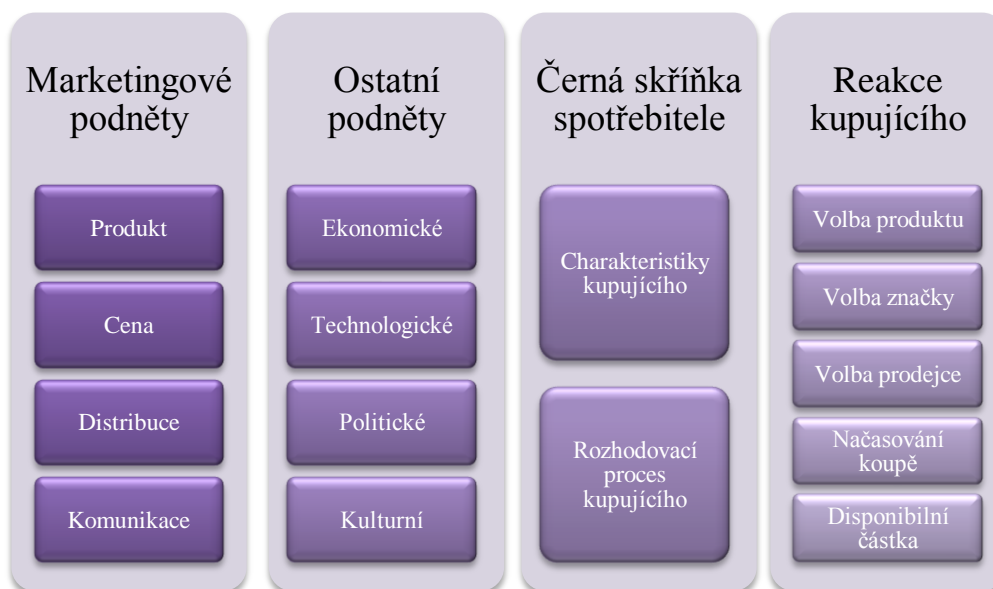 Marketingové
podněty
Produkt
Cena
Distribuce
Komunikace
Ostatní
podněty
Ekonomické
Technologické
Politické
Kulturní
Černá skříňka
spotřebitele
Charakteristiky
kupujícího
Rozhodovací
proces
kupujícího
Reakce
kupujícího
Volba produktu
Volba značky
Volba prodejce
Načasování
koupě
Disponibilní
částka